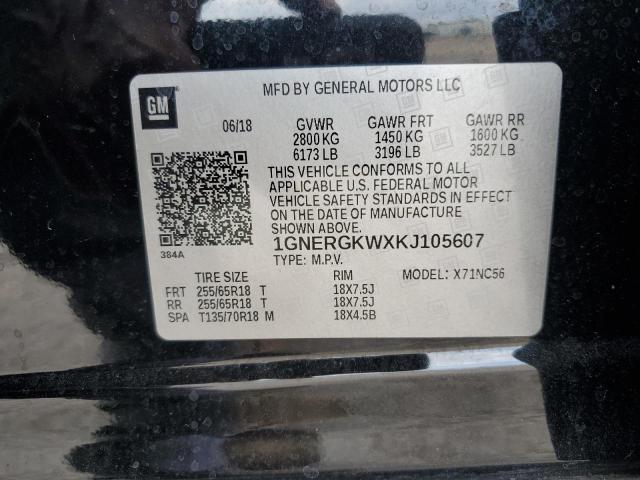 GM
MFD BY GENERAL MOTORS LLC
06/18 GVWR GAWR FRT GAWR RR
2800 KG 1450 KG 1600 KG
6173 LB 3196 LB 3527 LB
THIS VEHICLE CONFORMS TO ALL
APPLICABLE U.S. FEDERAL MOTOR
VEHICLE SAFETY STANDARDS IN EFFECT
ON THE DATE OF MANUFACTURE
SHOWN ABOVE.
1GNERGKWXKJ105607
384A
TYPE: M.P.V.
TIRE SIZE RIM MODEL: X71NC56
FRT 255/65R18 T 18X7.5J
RR 255/65R18 T 18X7.5J
SPA T135/70R18 M 18X4.5B